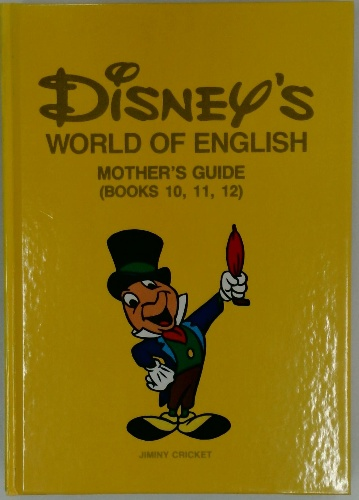 Disney's
WORLD OF ENGLISH
MOTHER'S GUIDE
(BOOKS 10, 11, 12)
JIMINY CRICKET